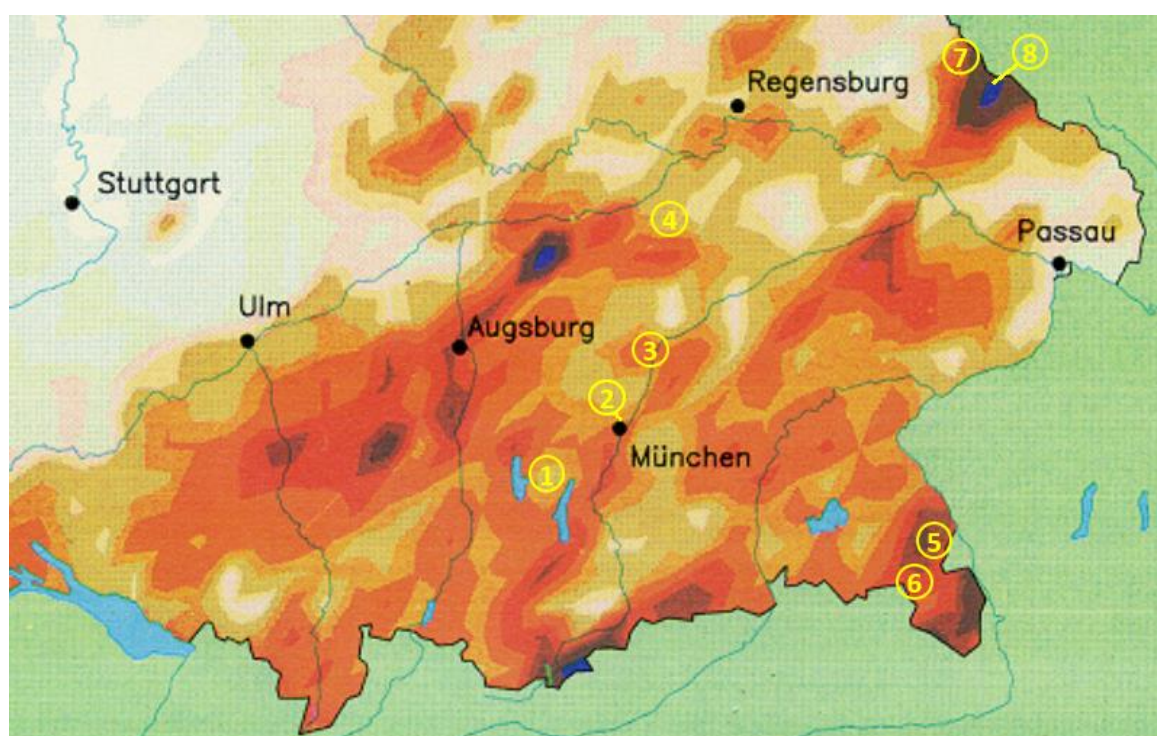 ⑦
⑧
Regensburg
Stuttgart
④
Passau
Ulm
Augsburg
③
②
München
①
⑤
⑥